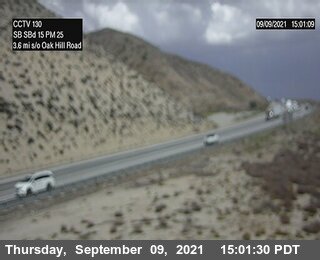 CCTV 130
SB SBd 15 PM 25
3.6 mi s/o Oak Hill Road
09/09/2021 15:01:09
Thursday, September 09, 2021 15:01:30 PDT